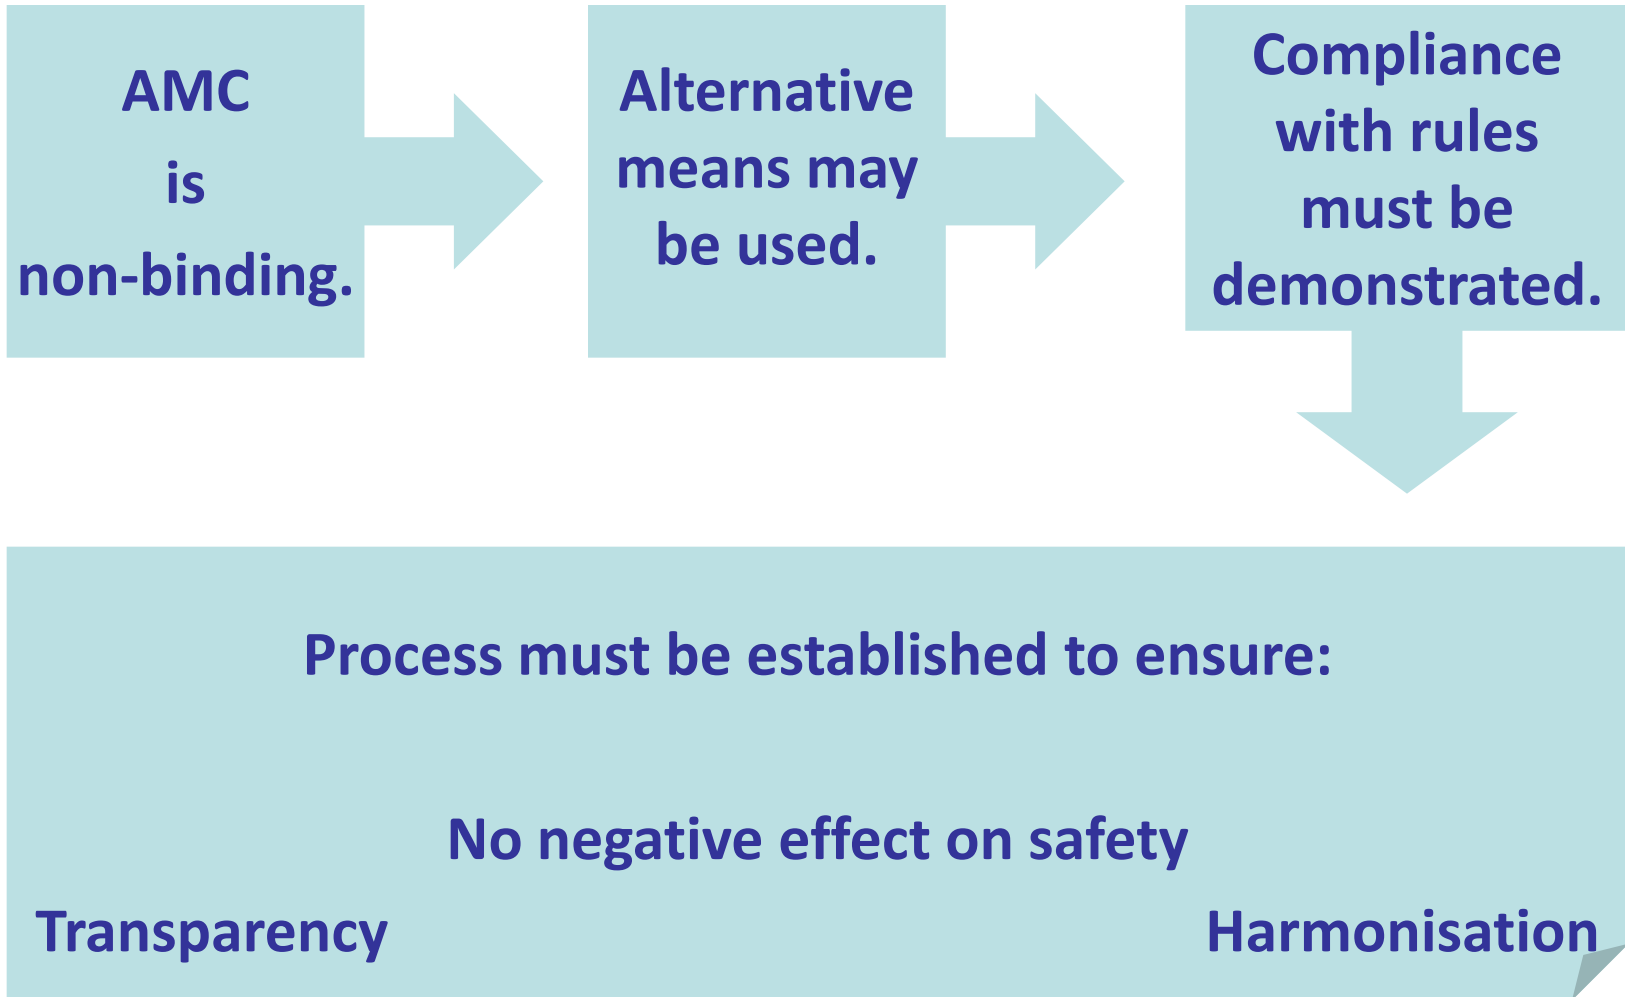 AMC
is
non-binding.
Alternative
means may
be used.
Compliance
with rules
must be
demonstrated.
Process must be established to ensure:
No negative effect on safety
Transparency
Harmonisation